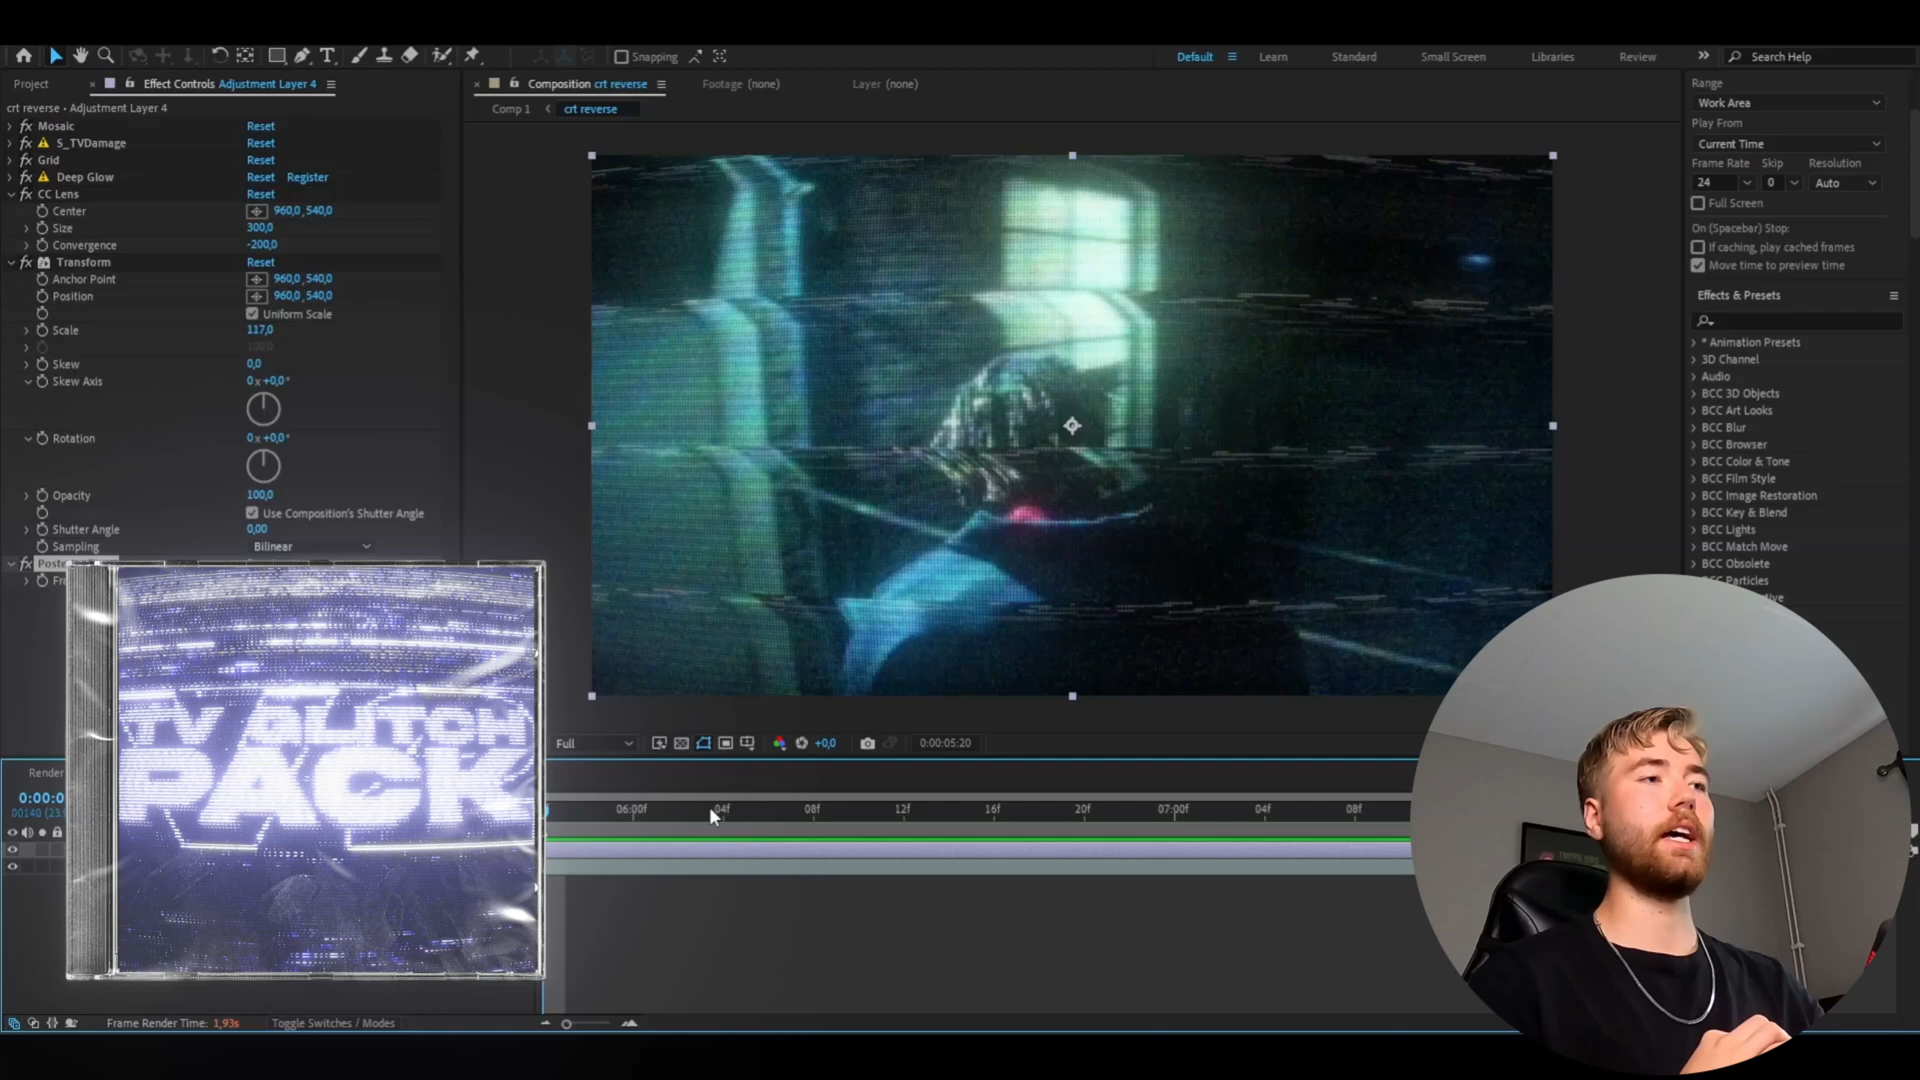 Snapping
Default
Learn
Standard
Small Screen
Libraries
Review
Search Help
Project
Effect Controls Adjustment Layer 4
Composition crt reverse
Footage (none)
Layer (none)
crt reverse • Adjustment Layer 4
Comp 1
crt reverse
fx Mosaic Reset
fx S_TVDamage Reset
fx Grid Reset
fx Deep Glow Reset Register
fx CC Lens Reset
Center 960,0,540,0
Size 300,0
Convergence -200,0
fx Transform Reset
Anchor Point 960,0,540,0
Position 960,0,540,0
Uniform Scale
Scale 117,0
100,0
Skew 0,0
Skew Axis 0 x +0,0°
Rotation 0 x +0,0°
Opacity 100,0
Use Composition's Shutter Angle
Shutter Angle 0,00
Sampling Bilinear
fx Poste
Fr
TV GLITCH
PACK
Range
Work Area
Play From
Current Time
Frame Rate Skip Resolution
24 0 Auto
Full Screen
On (Spacebar) Stop:
If caching, play cached frames
Move time to preview time
Effects & Presets
* Animation Presets
3D Channel
Audio
BCC 3D Objects
BCC Art Looks
BCC Blur
BCC Browser
BCC Color & Tone
BCC Film Style
BCC Image Restoration
BCC Key & Blend
BCC Lights
BCC Match Move
BCC Obsolete
BCC Particles
Full
+0,0
0:00:05:20
Render
0:00:0
00140 (23.9
06:00f 04f 08f 12f 16f 20f 07:00f 04f 08f
Frame Render Time: 1,93s
Toggle Switches / Modes